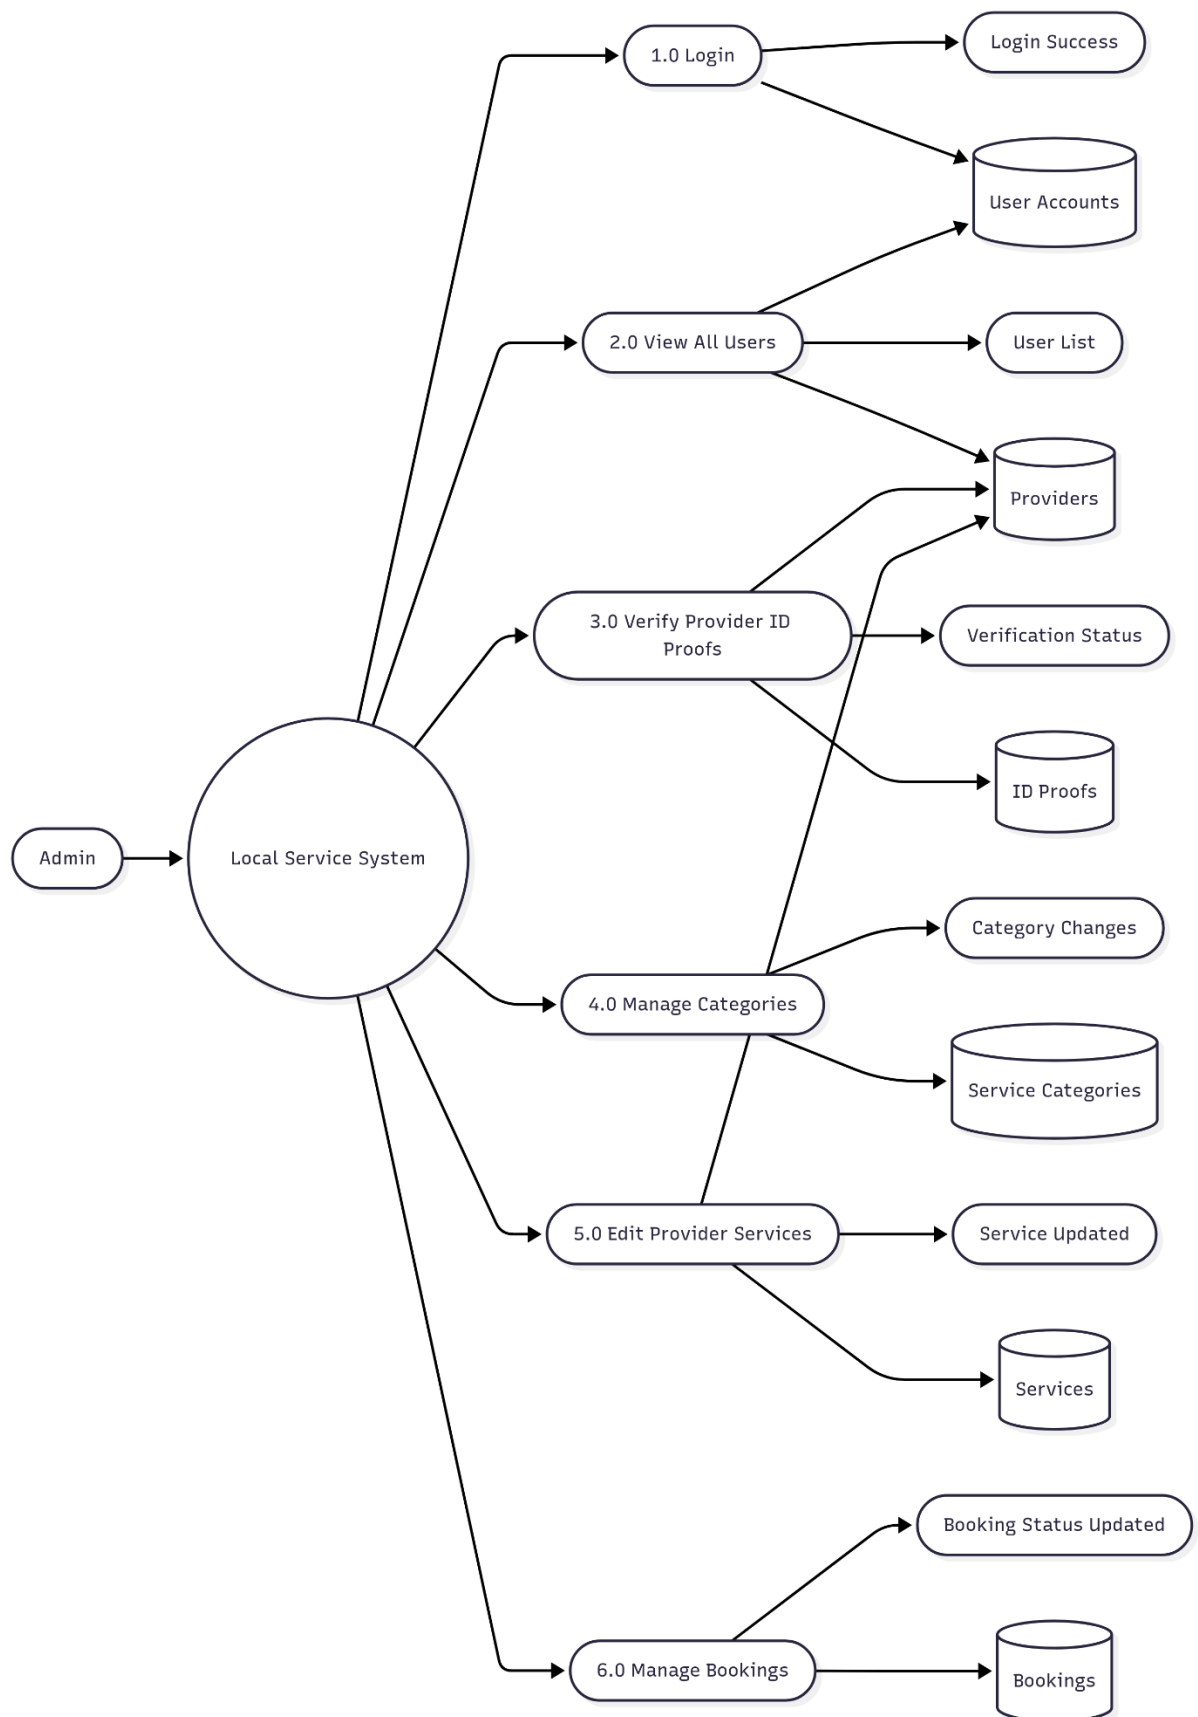 1.0 Login
Login Success
User Accounts
2.0 View All Users
User List
Providers
3.0 Verify Provider ID
Proofs
Verification Status
ID Proofs
Admin
Local Service System
Category Changes
4.0 Manage Categories
Service Categories
5.0 Edit Provider Services
Service Updated
Services
Booking Status Updated
6.0 Manage Bookings
Bookings